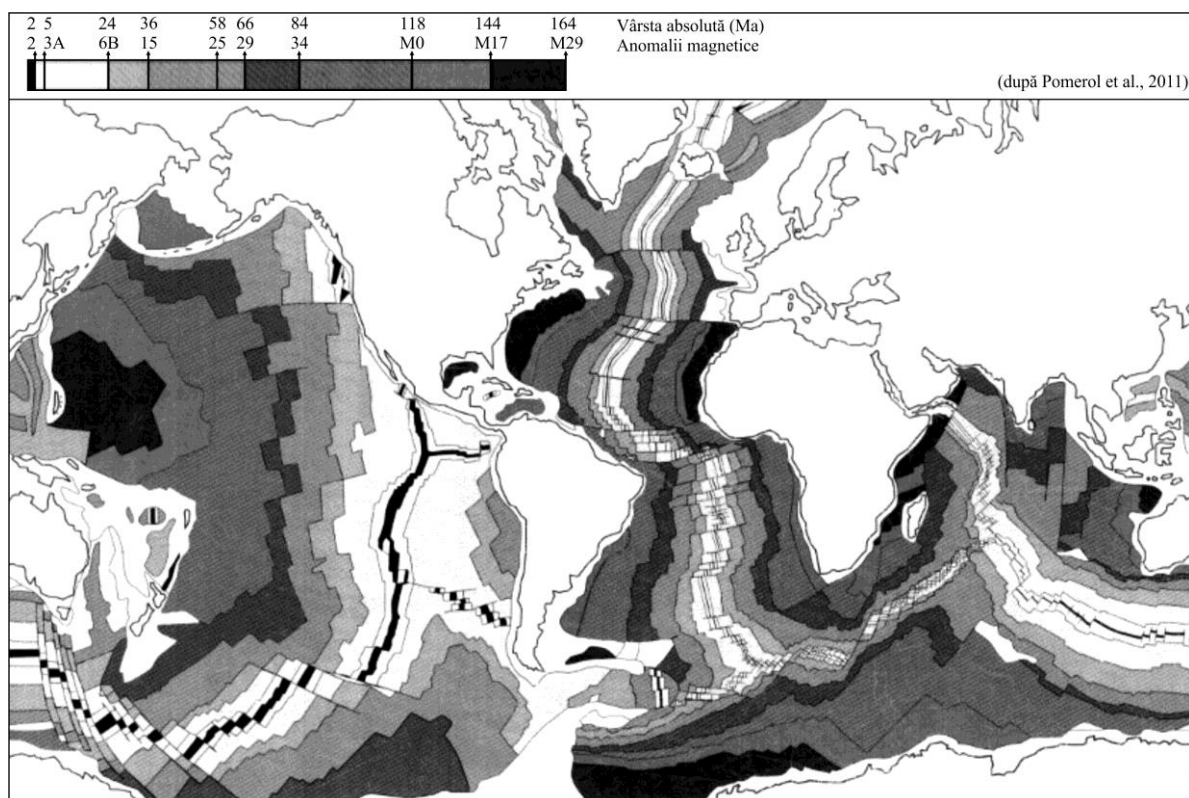 2 5 24 36 58 66 84 118 144 164 Vârsta absolută (Ma)
2 3A 6B 15 25 29 34 M0 M17 M29 Anomalii magnetice
(după Pomerol et al., 2011)